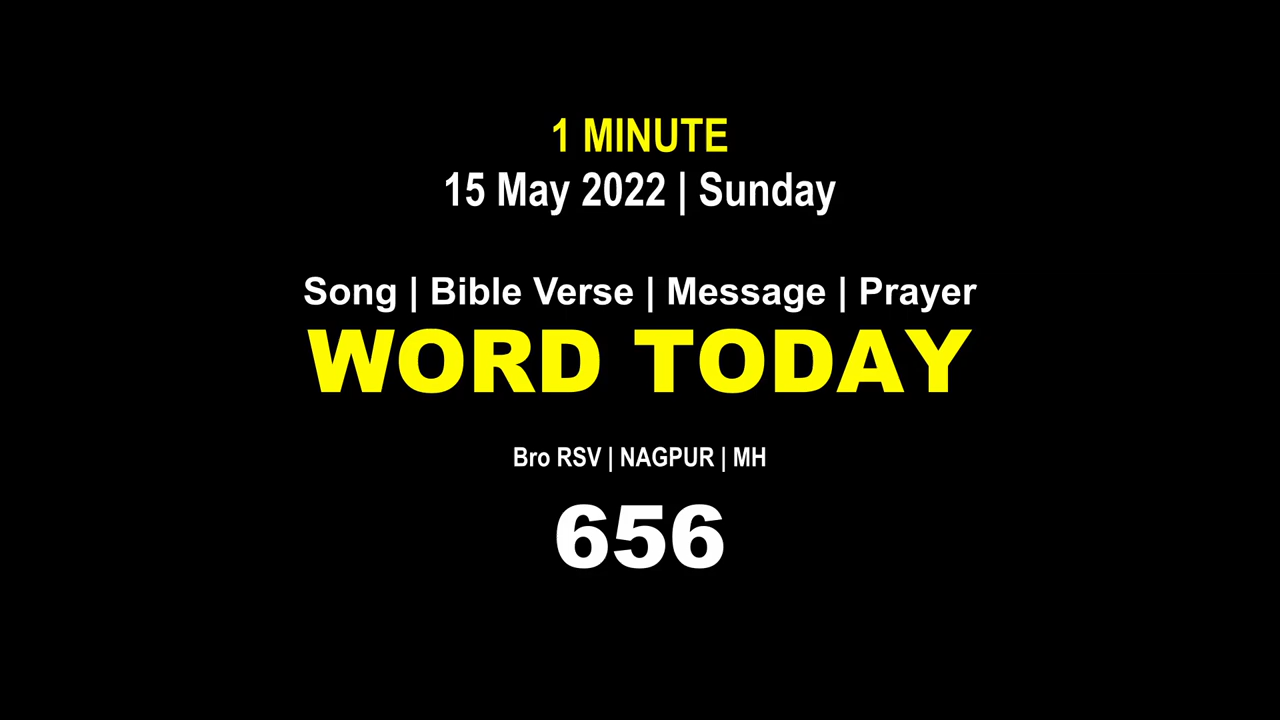 1 MINUTE
15 May 2022 | Sunday
Song | Bible Verse | Message | Prayer
WORD TODAY
Bro RSV | NAGPUR | MH
656